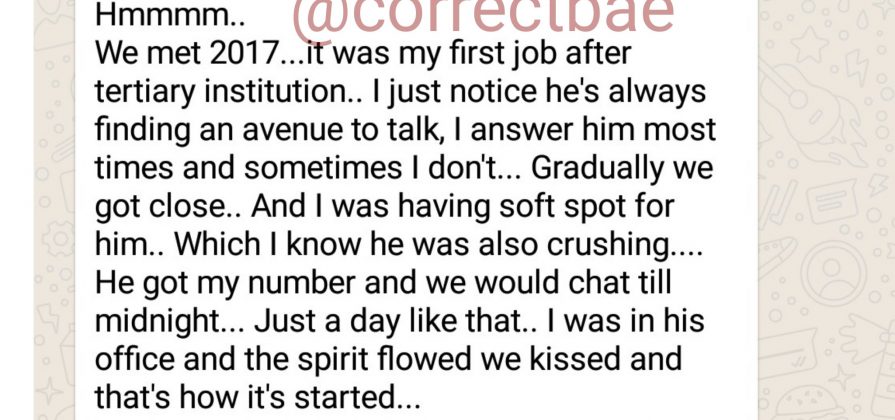 @correctbae
Hmmmm..
We met 2017...it was my first job after
tertiary institution.. I just notice he's always
finding an avenue to talk, I answer him most
times and sometimes I don't... Gradually we
got close.. And I was having soft spot for
him.. Which I know he was also crushing....
He got my number and we would chat till
midnight... Just a day like that.. I was in his
office and the spirit flowed we kissed and
that's how it's started...